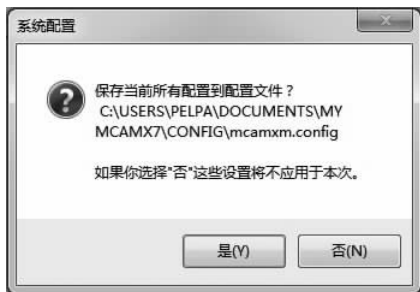 系统配置
保存当前所有配置到配置文件？
C:\USERS\PELPA\DOCUMENTS\MY
MCAMX7\CONFIG\mcamxm.config
如果你选择"否"这些设置将不应用于本次。
是(Y)
否(N)